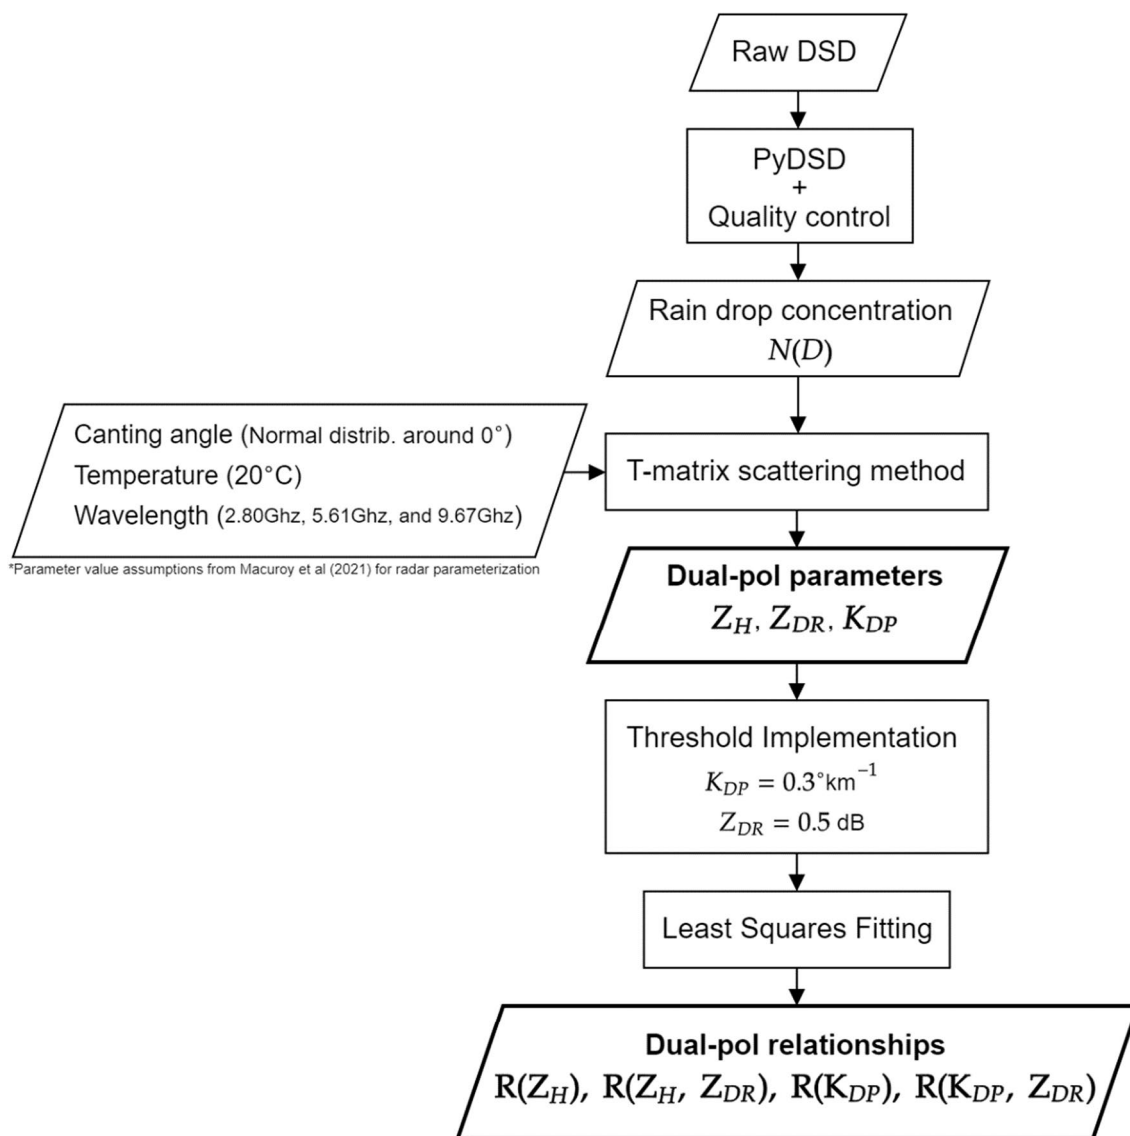 Raw DSD
PyDSD
+
Quality control
Rain drop concentration
N(D)
Canting angle (Normal distrib. around 0°)
Temperature (20°C)
Wavelength (2.80Ghz, 5.61Ghz, and 9.67Ghz)
*Parameter value assumptions from Macuroy et al (2021) for radar parameterization
T-matrix scattering method
Dual-pol parameters
Z_H, Z_DR, K_DP
Threshold Implementation
K_DP = 0.3°km⁻¹
Z_DR = 0.5 dB
Least Squares Fitting
Dual-pol relationships
R(Z_H), R(Z_H, Z_DR), R(K_DP), R(K_DP, Z_DR)